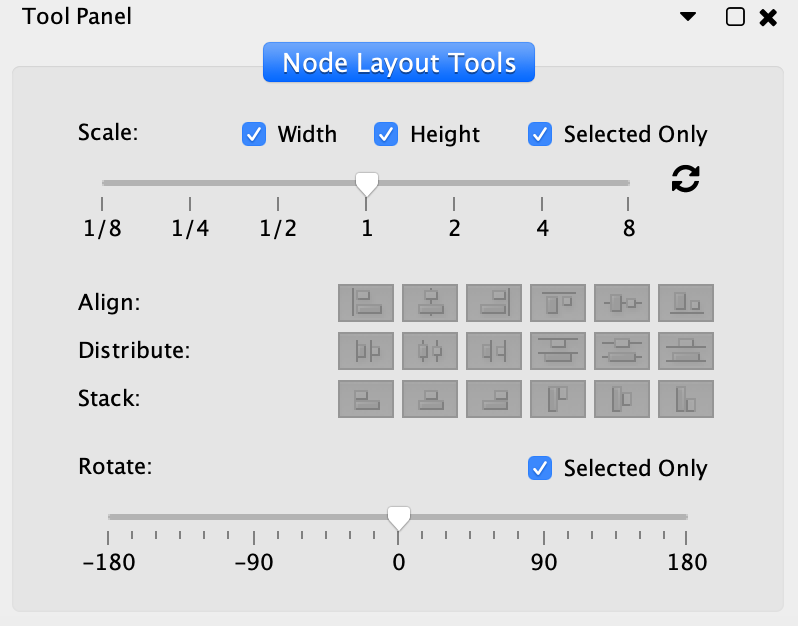 Tool Panel
Node Layout Tools
Scale: Width Height Selected Only
1/8 1/4 1/2 1 2 4 8
Align:
Distribute:
Stack:
Rotate: Selected Only
-180 -90 0 90 180